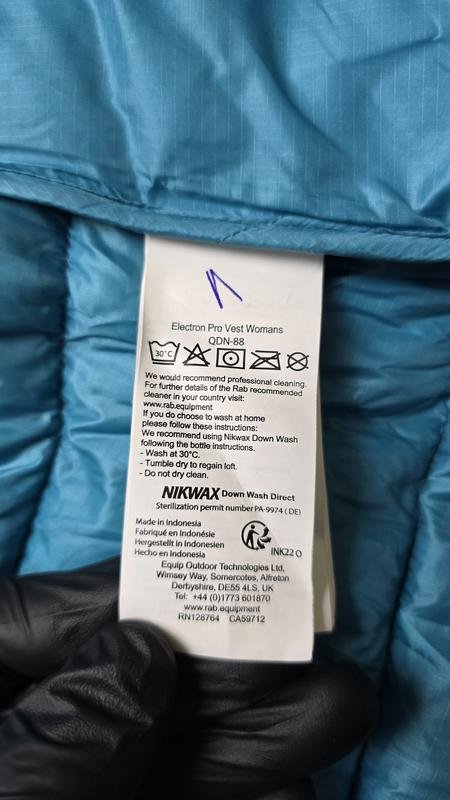 Electron Pro Vest Womans
QDN-88
30°C
We would recommend professional cleaning.
For further details of the Rab recommended
cleaner in your country visit:
www.rab.equipment
If you do choose to wash at home
please follow these instructions:
We recommend using Nikwax Down Wash
following the bottle instructions.
- Wash at 30°C.
- Tumble dry to regain loft.
- Do not dry clean.
NIKWAX Down Wash Direct
Sterilization permit number PA-9974 ( DE)
Made in Indonesia
Fabriqué en Indonésie
Hergestellt in Indonesien
Hecho en Indonesia
INK22 O
Equip Outdoor Technologies Ltd,
Wimsey Way, Somercotes, Alfreton
Derbyshire, DE55 4LS, UK
Tel: +44 (0)1773 601870
www.rab.equipment
RN128764 CA59712